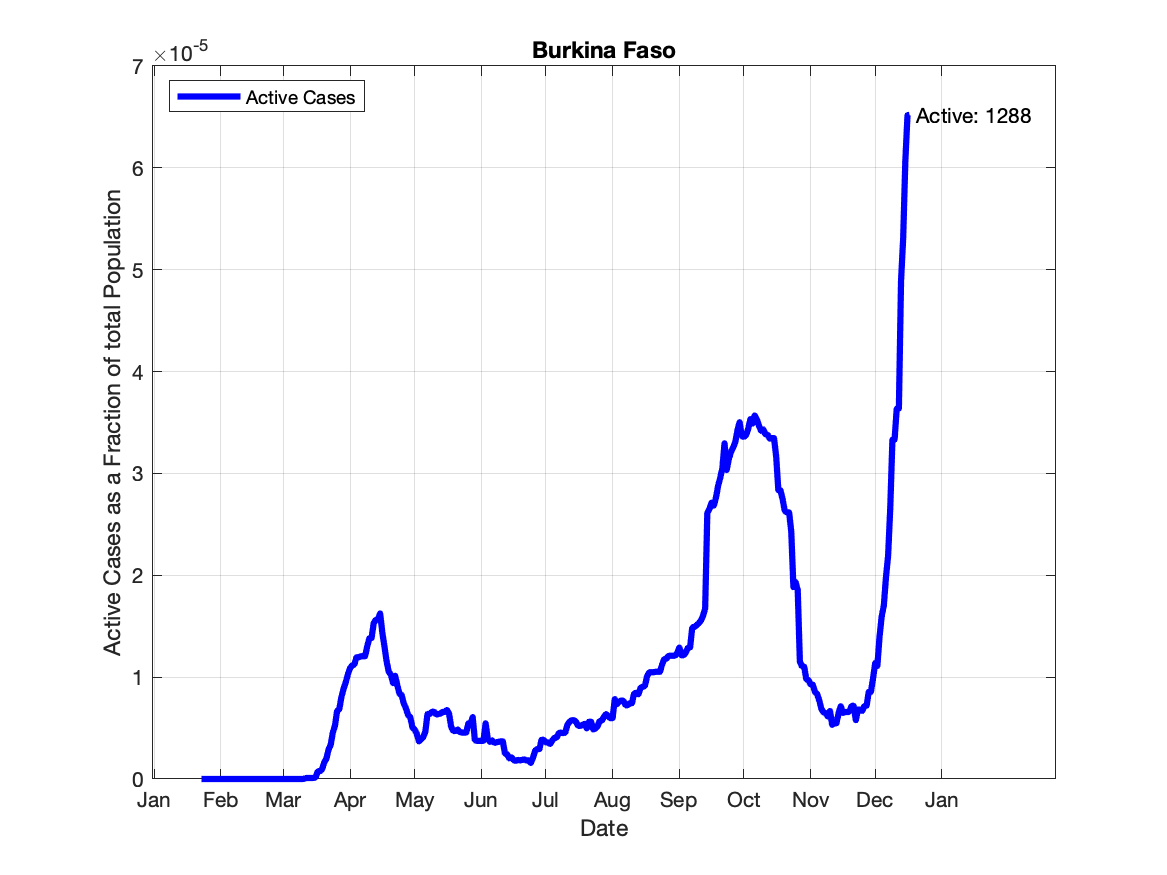 Burkina Faso
×10-5
Active Cases
Active: 1288
7
6
5
4
3
2
1
0
Active Cases as a Fraction of total Population
Jan Feb Mar Apr May Jun Jul Aug Sep Oct Nov Dec Jan
Date